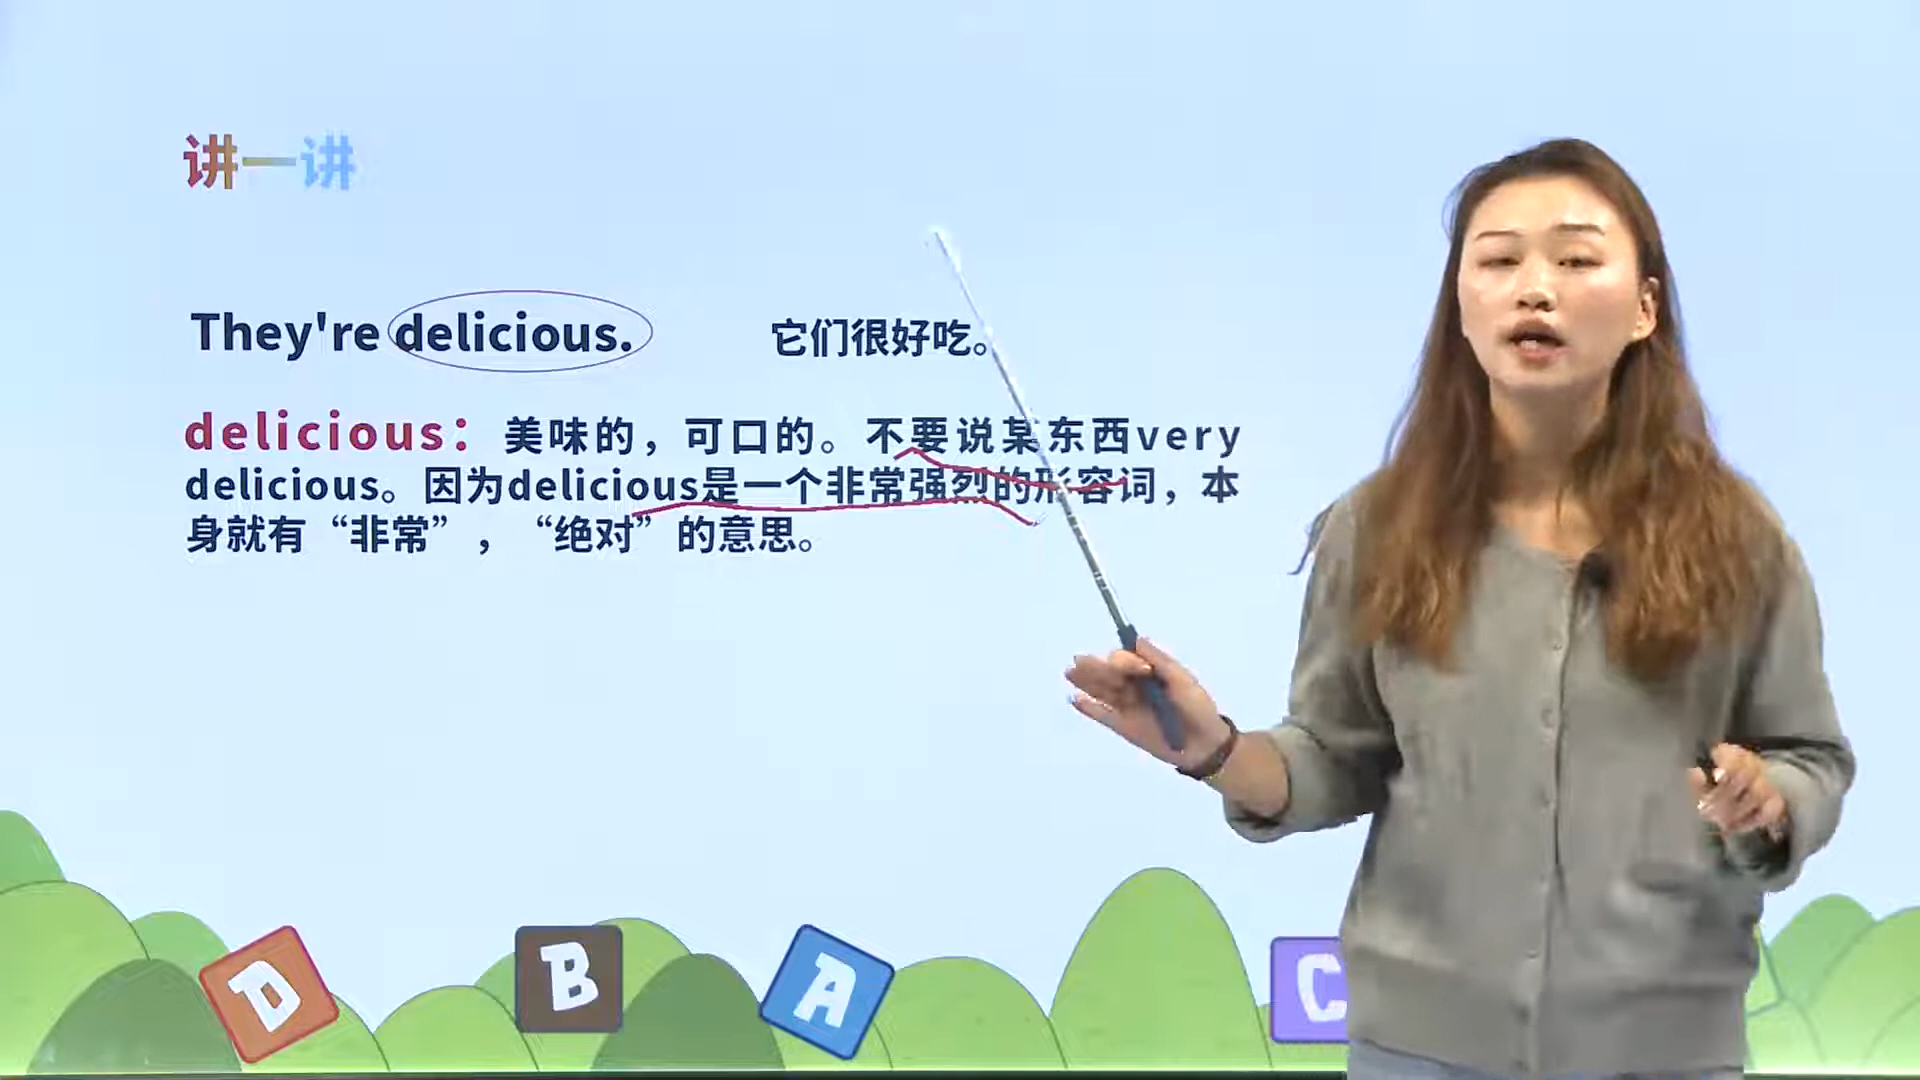 讲一讲
They're delicious. 它们很好吃。
delicious：美味的，可口的。不要说某东西very
delicious。因为delicious是一个非常强烈的形容词，本
身就有“非常”，“绝对”的意思。
D B A C